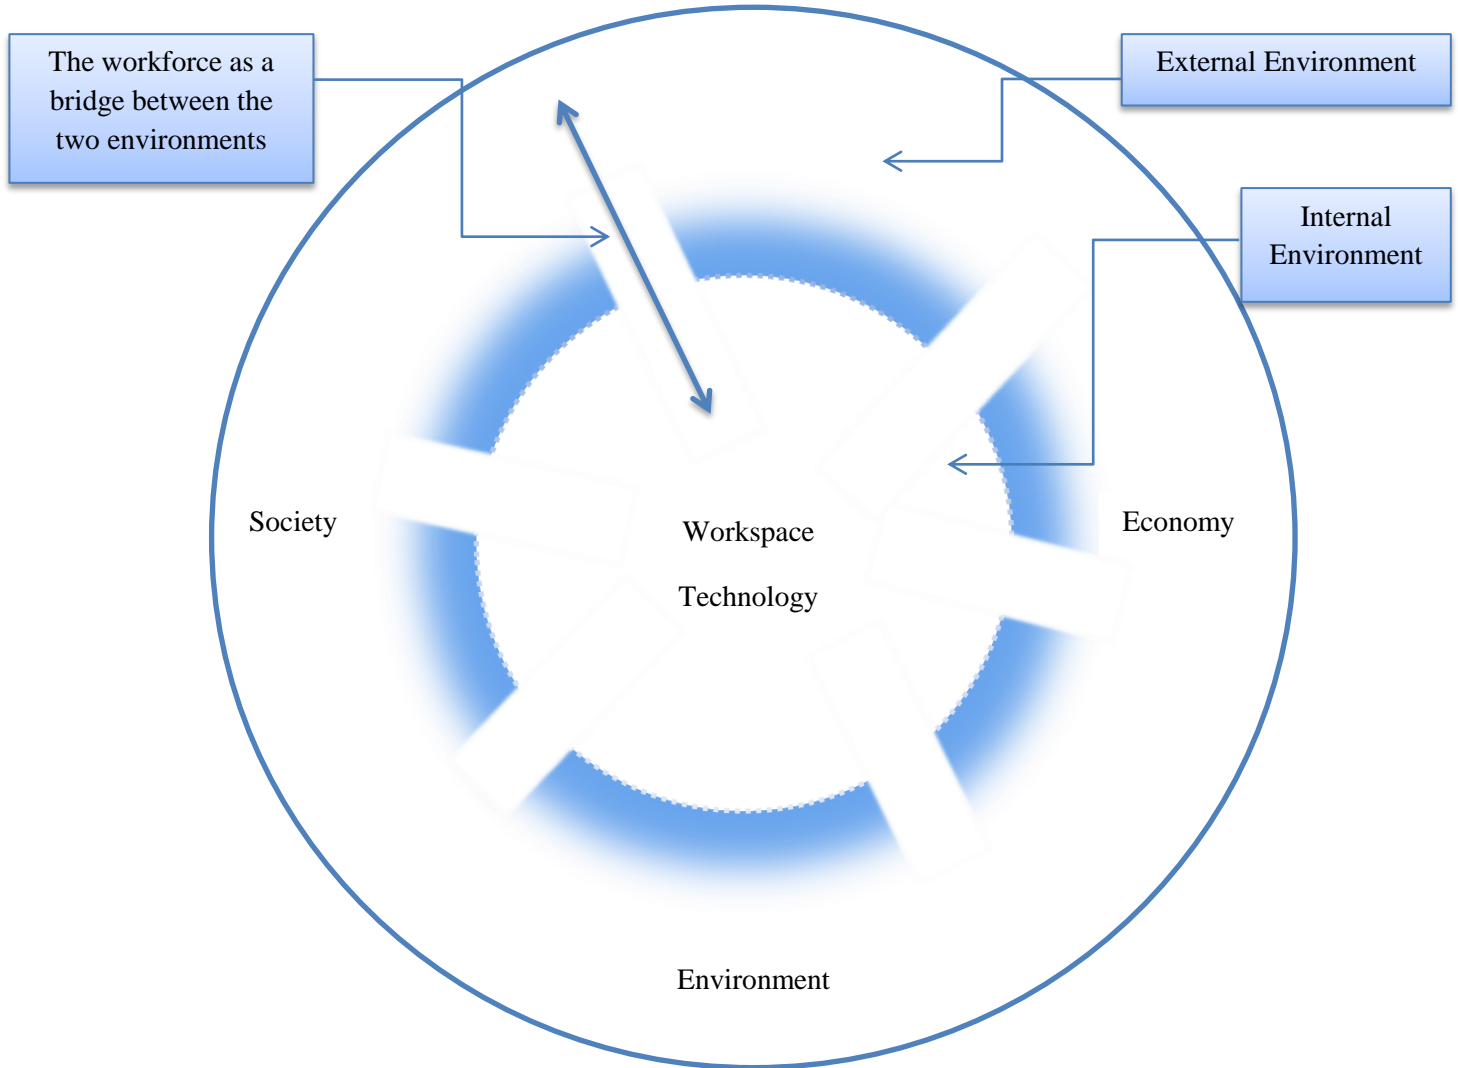 The workforce as a
bridge between the
two environments
External Environment
Internal
Environment
Society
Workspace
Economy
Technology
Environment